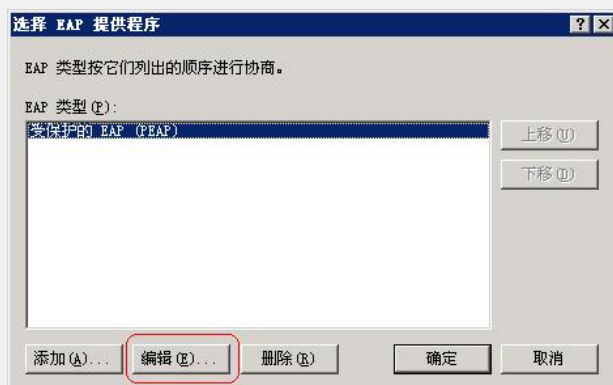 选择 EAP 提供程序
EAP 类型按它们列出的顺序进行协商。
EAP 类型(P):
受保护的 EAP (PEAP)
上移(U)
下移(D)
添加(A)...
编辑(E)...
删除(R)
确定
取消